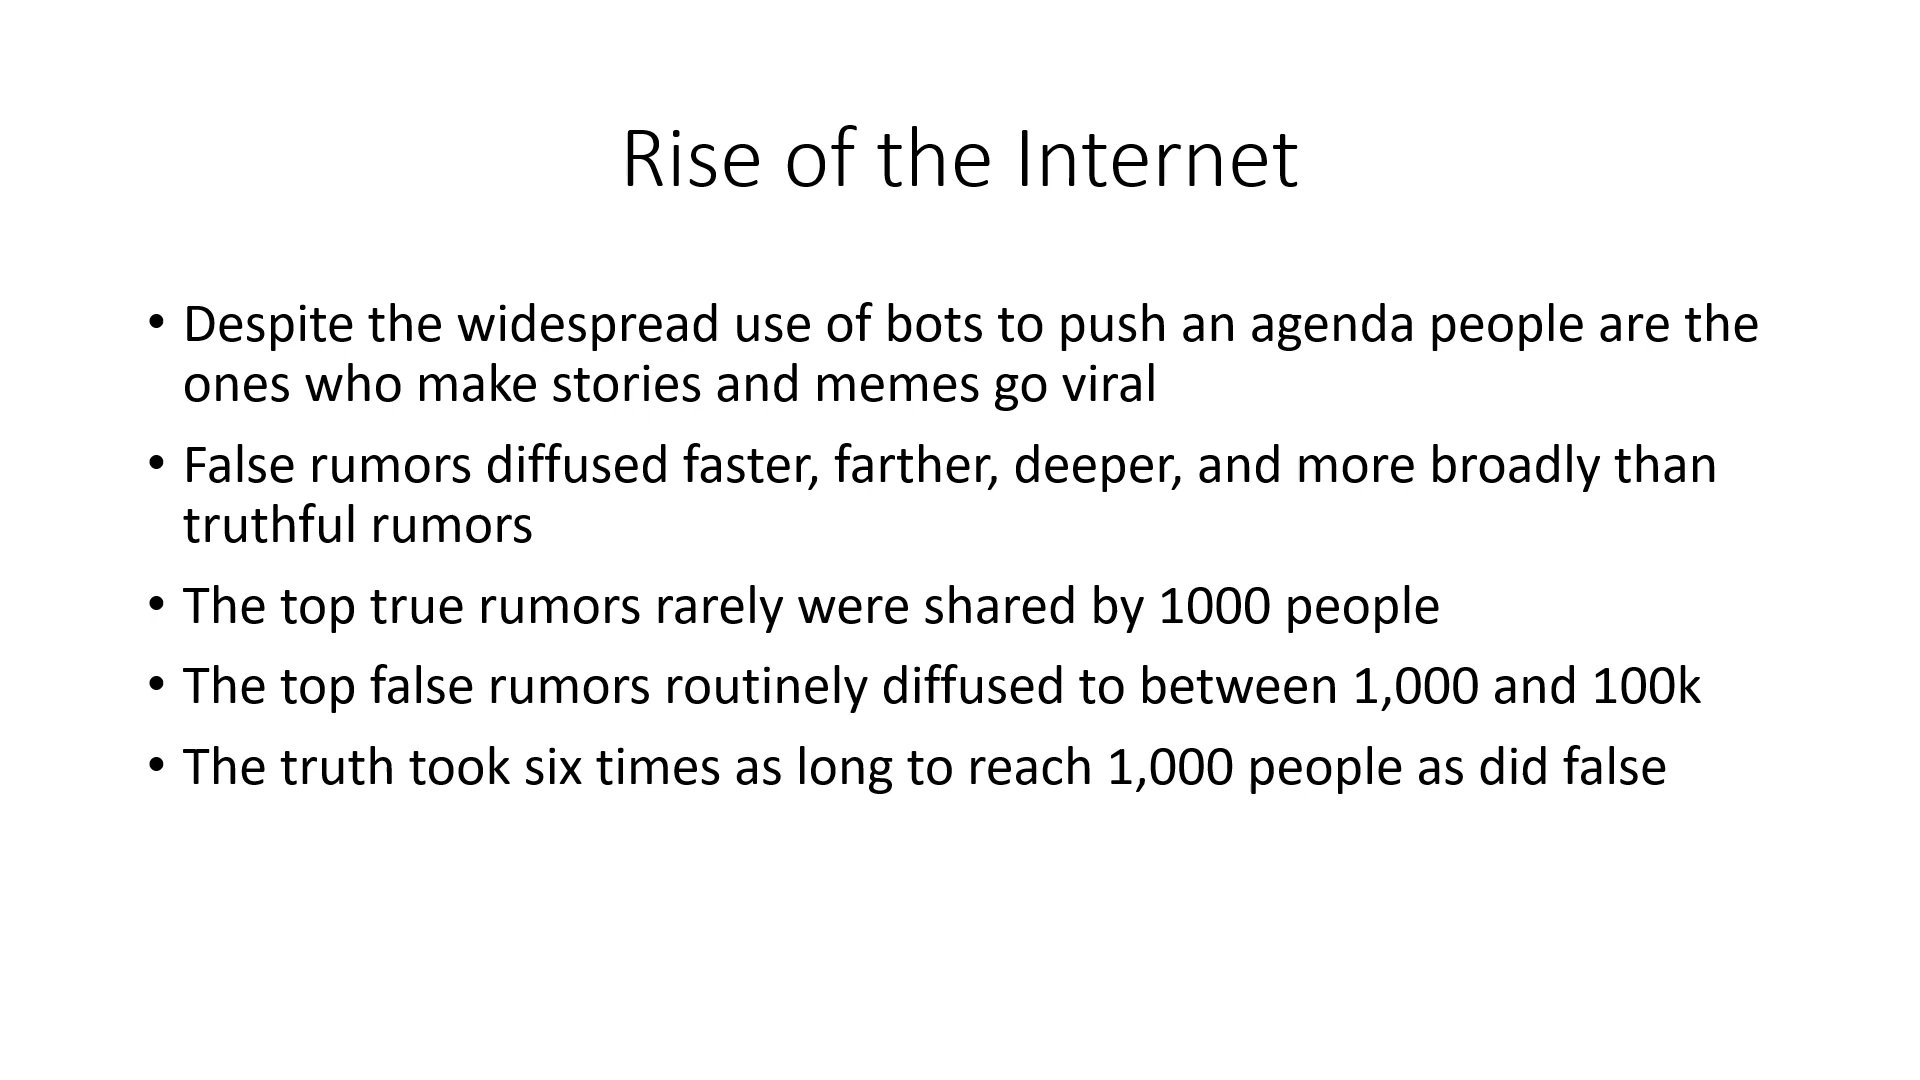 Rise of the Internet
• Despite the widespread use of bots to push an agenda people are the
ones who make stories and memes go viral
• False rumors diffused faster, farther, deeper, and more broadly than
truthful rumors
• The top true rumors rarely were shared by 1000 people
• The top false rumors routinely diffused to between 1,000 and 100k
• The truth took six times as long to reach 1,000 people as did false